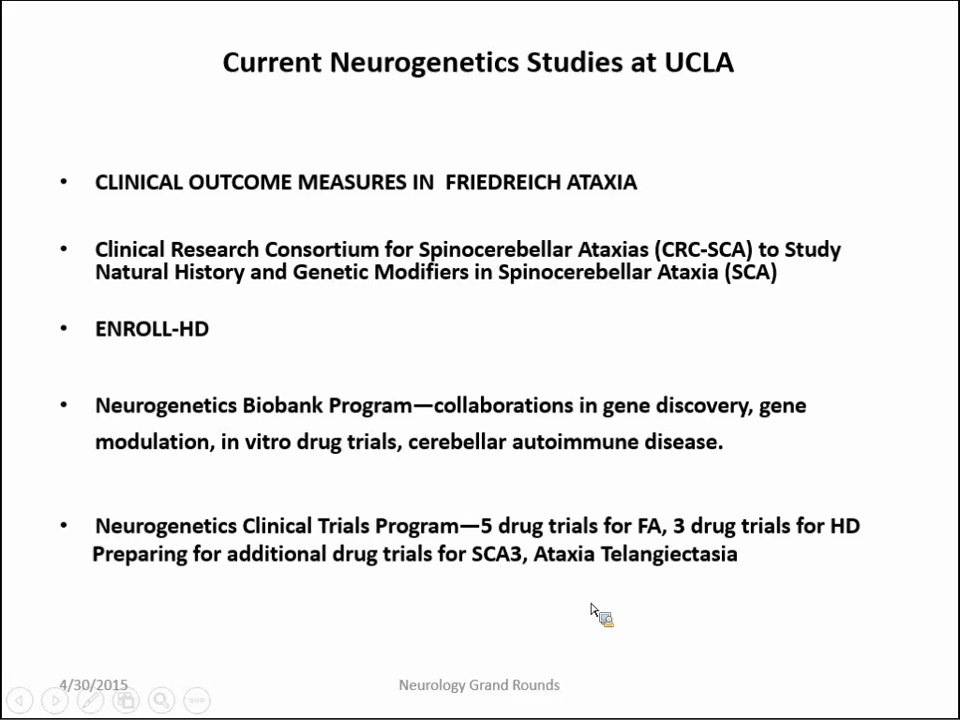 Current Neurogenetics Studies at UCLA
• CLINICAL OUTCOME MEASURES IN  FRIEDREICH ATAXIA
• Clinical Research Consortium for Spinocerebellar Ataxias (CRC-SCA) to Study
Natural History and Genetic Modifiers in Spinocerebellar Ataxia (SCA)
• ENROLL-HD
• Neurogenetics Biobank Program—collaborations in gene discovery, gene
modulation, in vitro drug trials, cerebellar autoimmune disease.
• Neurogenetics Clinical Trials Program—5 drug trials for FA, 3 drug trials for HD
Preparing for additional drug trials for SCA3, Ataxia Telangiectasia
4/30/2015
Neurology Grand Rounds